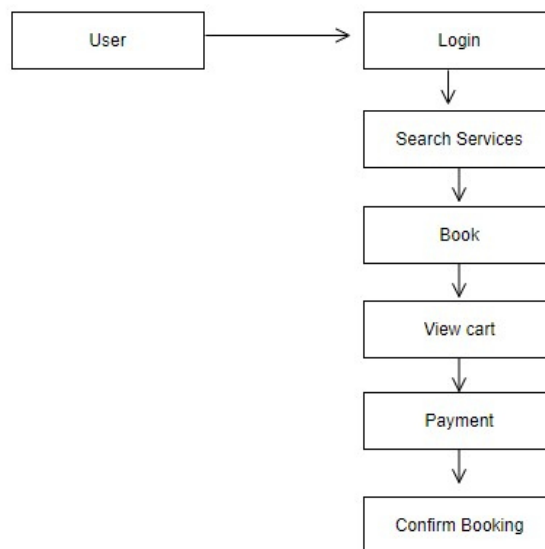 User
Login
Search Services
Book
View cart
Payment
Confirm Booking